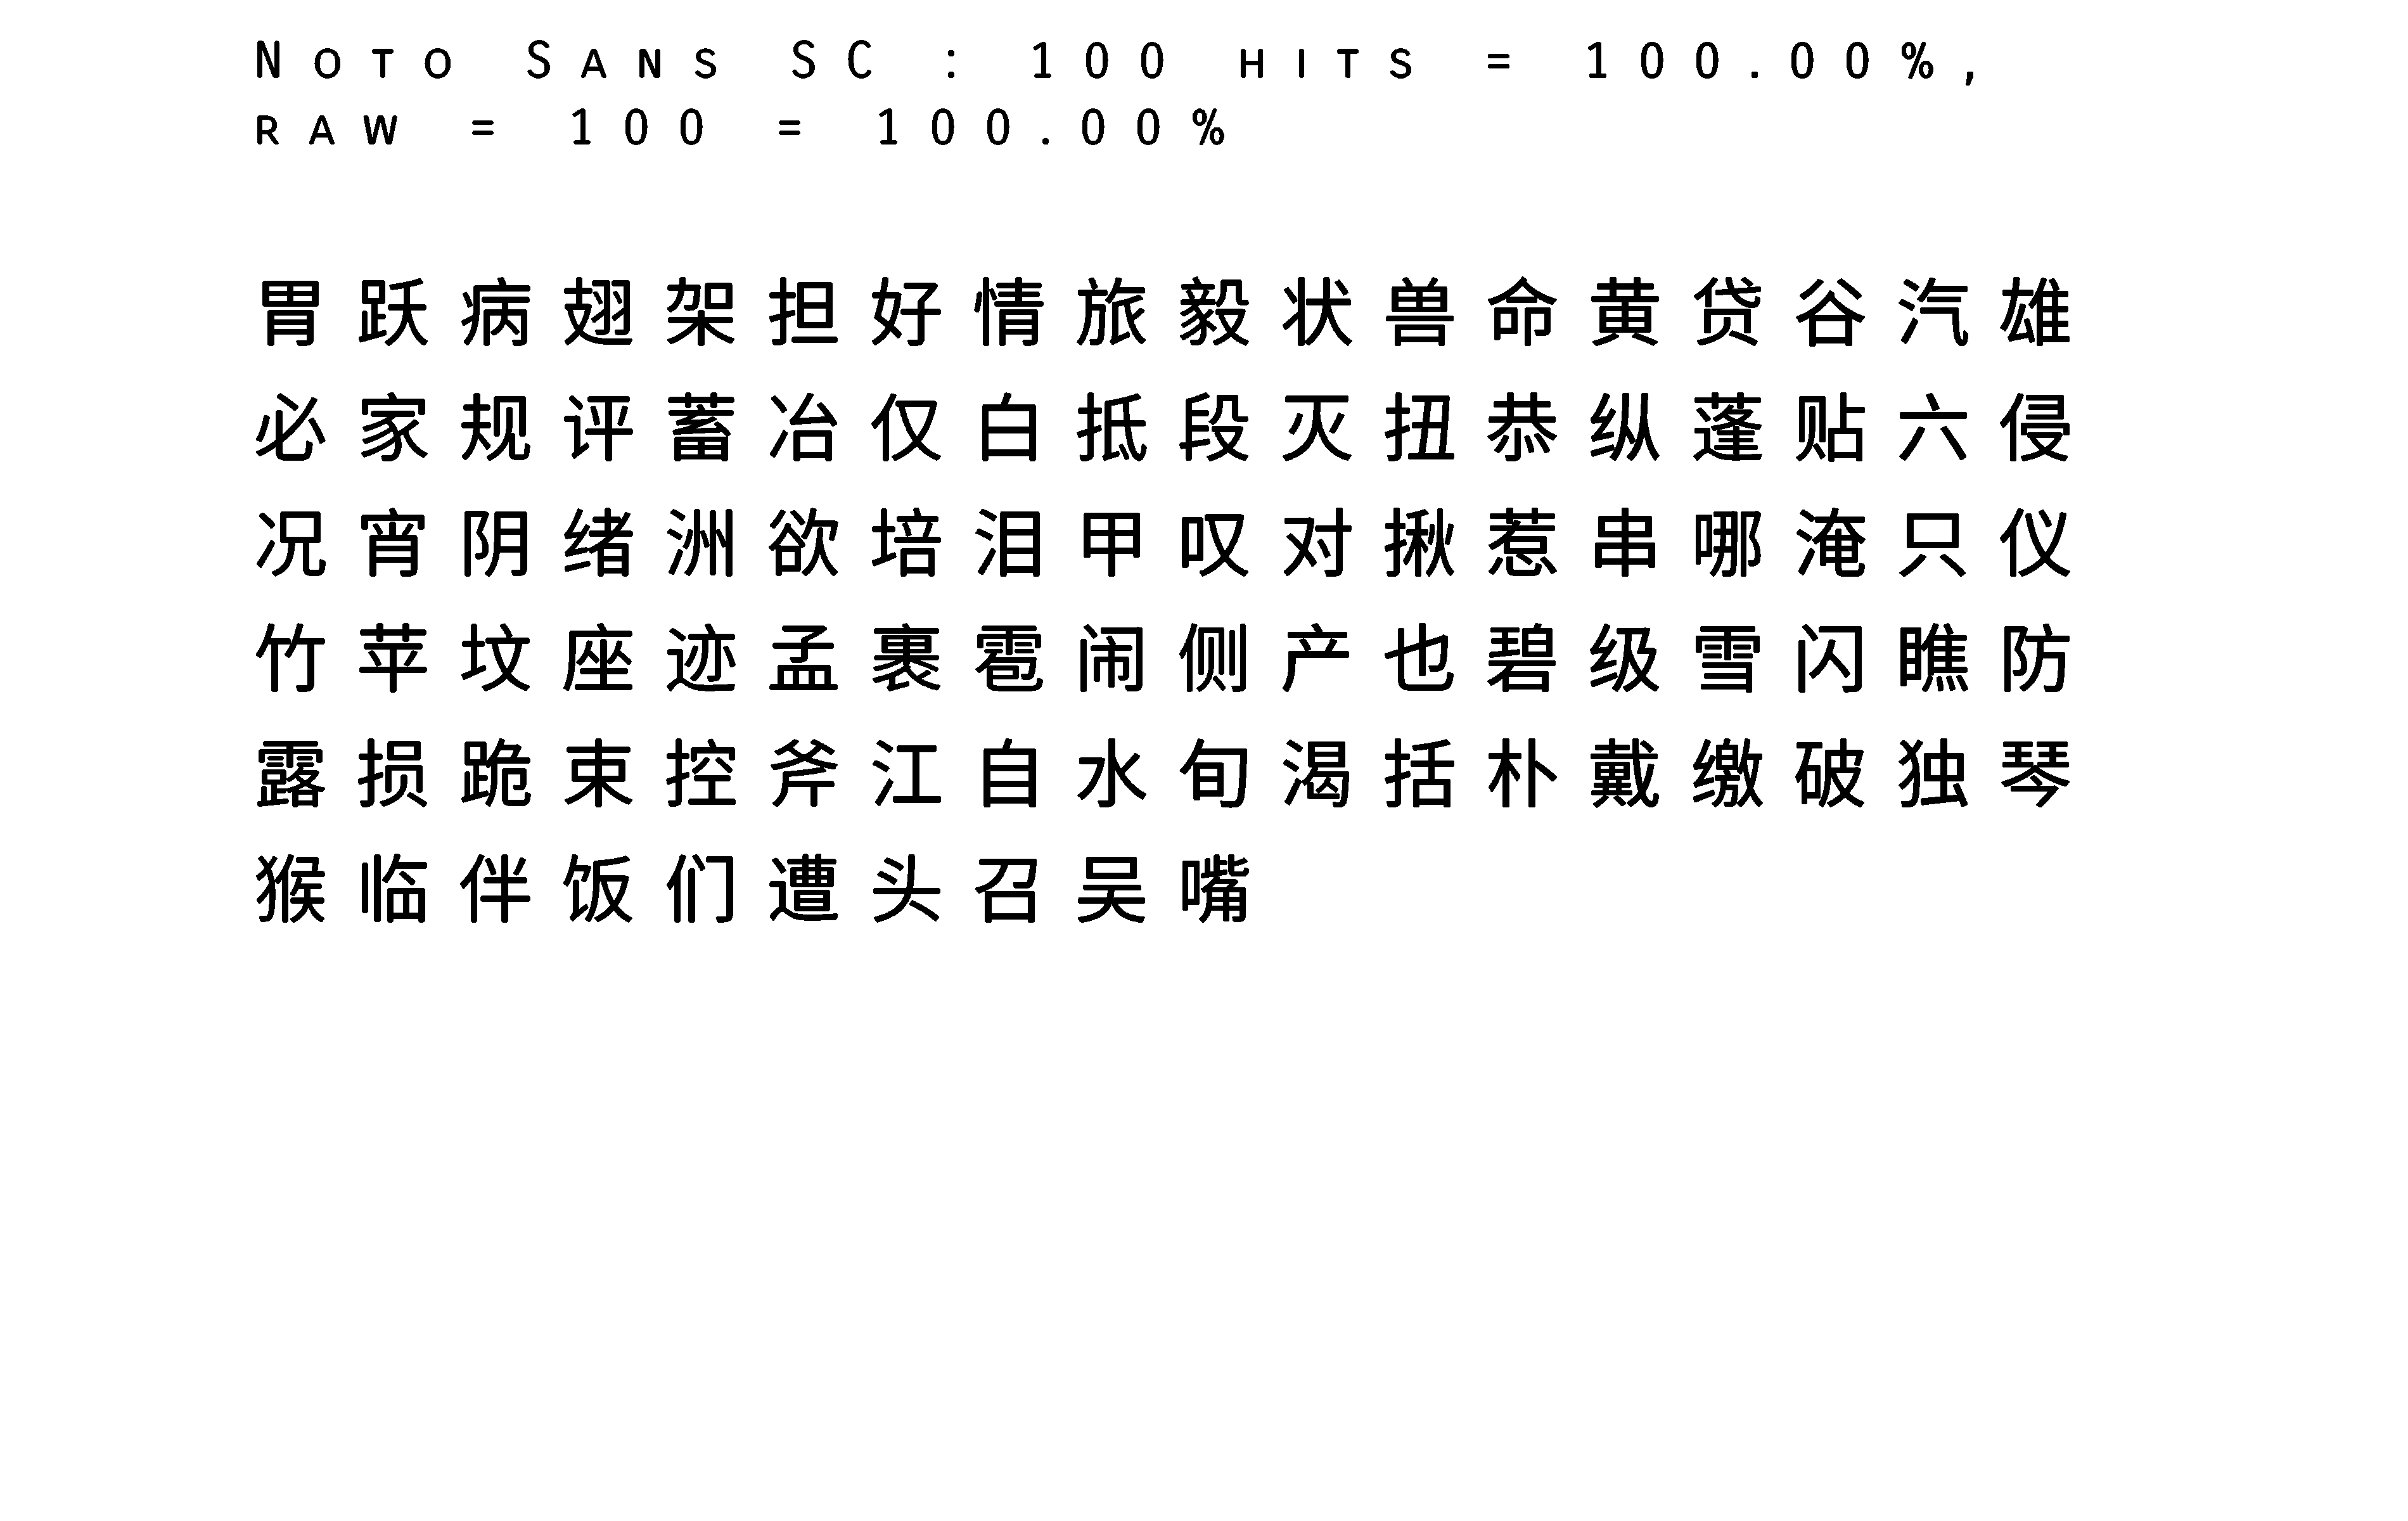 Noto Sans SC : 100 hits = 100.00%,
raw = 100 = 100.00%
胃跃病翅架担好情旅毅状兽命黄贷谷汽雄
必家规评蓄冶仅白抵段灭扭恭纵蓬贴六侵
况宵阴绪洲欲培泪甲叹对揪惹串哪淹只仪
竹苹坟座迹孟裹雹闹侧产也碧级雪闪瞧防
露损跪束控斧江自水旬渴括朴戴缴破独琴
猴临伴饭们遭头召吴嘴